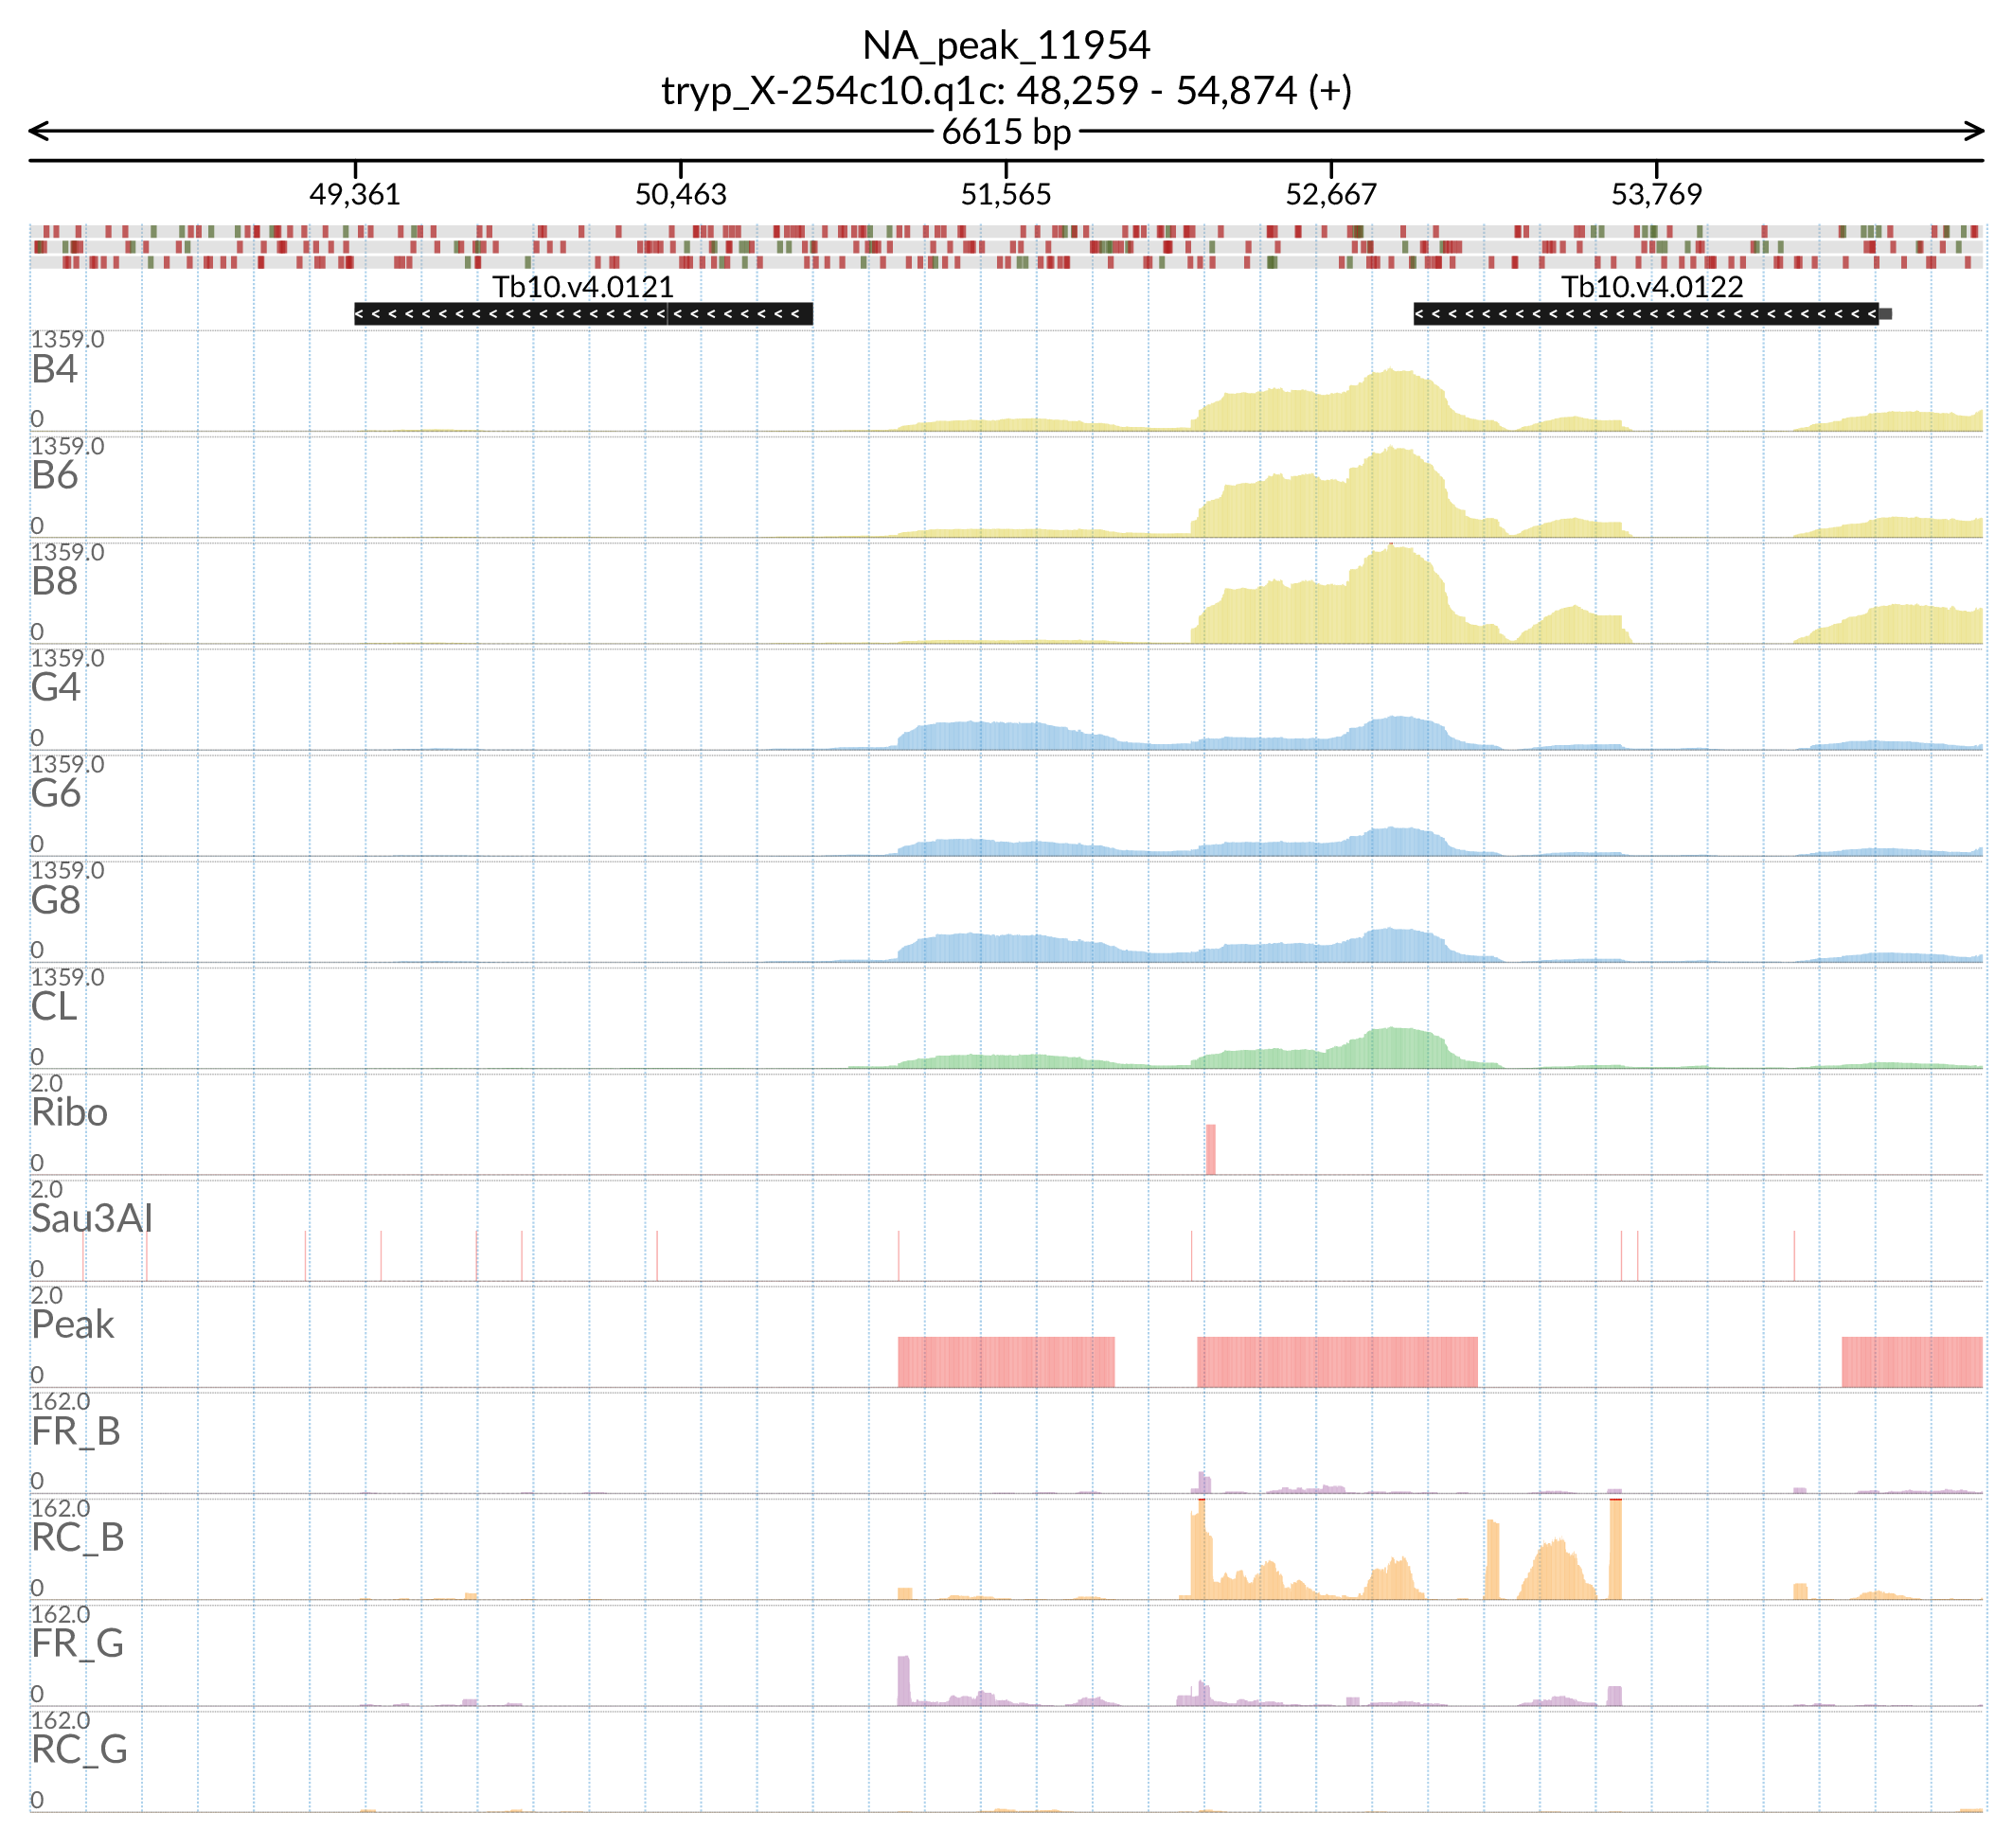 NA_peak_11954
tryp_X-254c10.q1c: 48,259 - 54,874 (+)
6615 bp
49,361 50,463 51,565 52,667 53,769
Tb10.v4.0121 Tb10.v4.0122
1359.0
B4
0
1359.0
B6
0
1359.0
B8
0
1359.0
G4
0
1359.0
G6
0
1359.0
G8
0
1359.0
CL
0
2.0
Ribo
0
2.0
Sau3AI
0
2.0
Peak
0
162.0
FR_B
0
162.0
RC_B
0
162.0
FR_G
0
162.0
RC_G
0